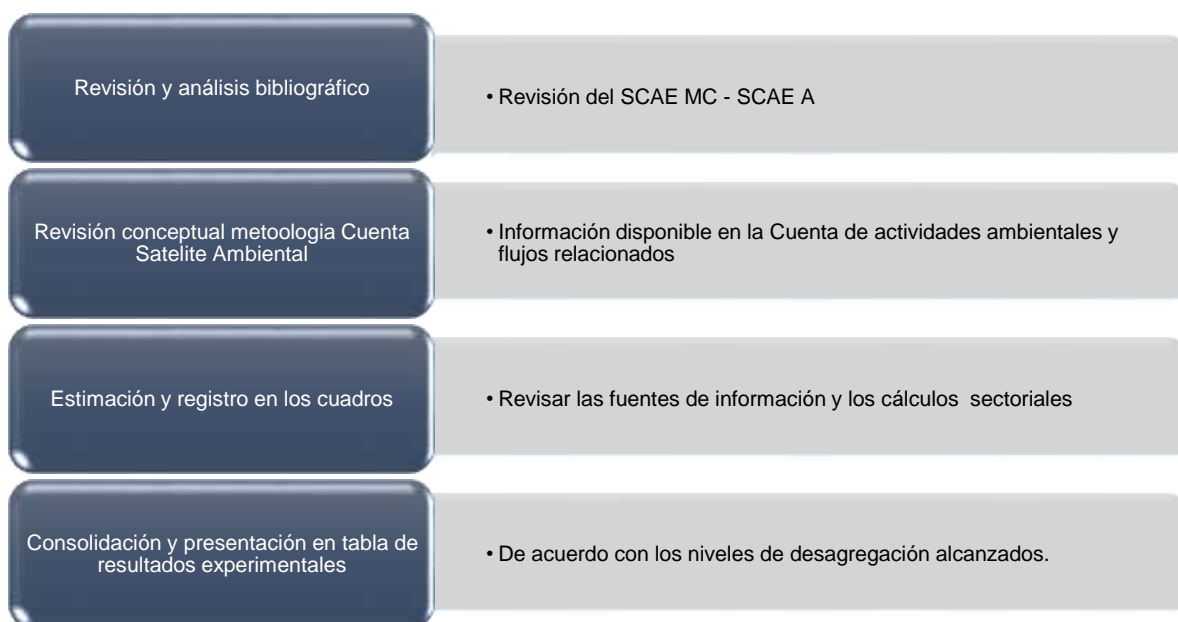 Revisión y análisis bibliográfico
• Revisión del SCAE MC - SCAE A
Revisión conceptual metoologia Cuenta
Satelite Ambiental
• Información disponible en la Cuenta de actividades ambientales y
flujos relacionados
Estimación y registro en los cuadros
• Revisar las fuentes de información y los cálculos sectoriales
Consolidación y presentación en tabla de
resultados experimentales
• De acuerdo con los niveles de desagregación alcanzados.